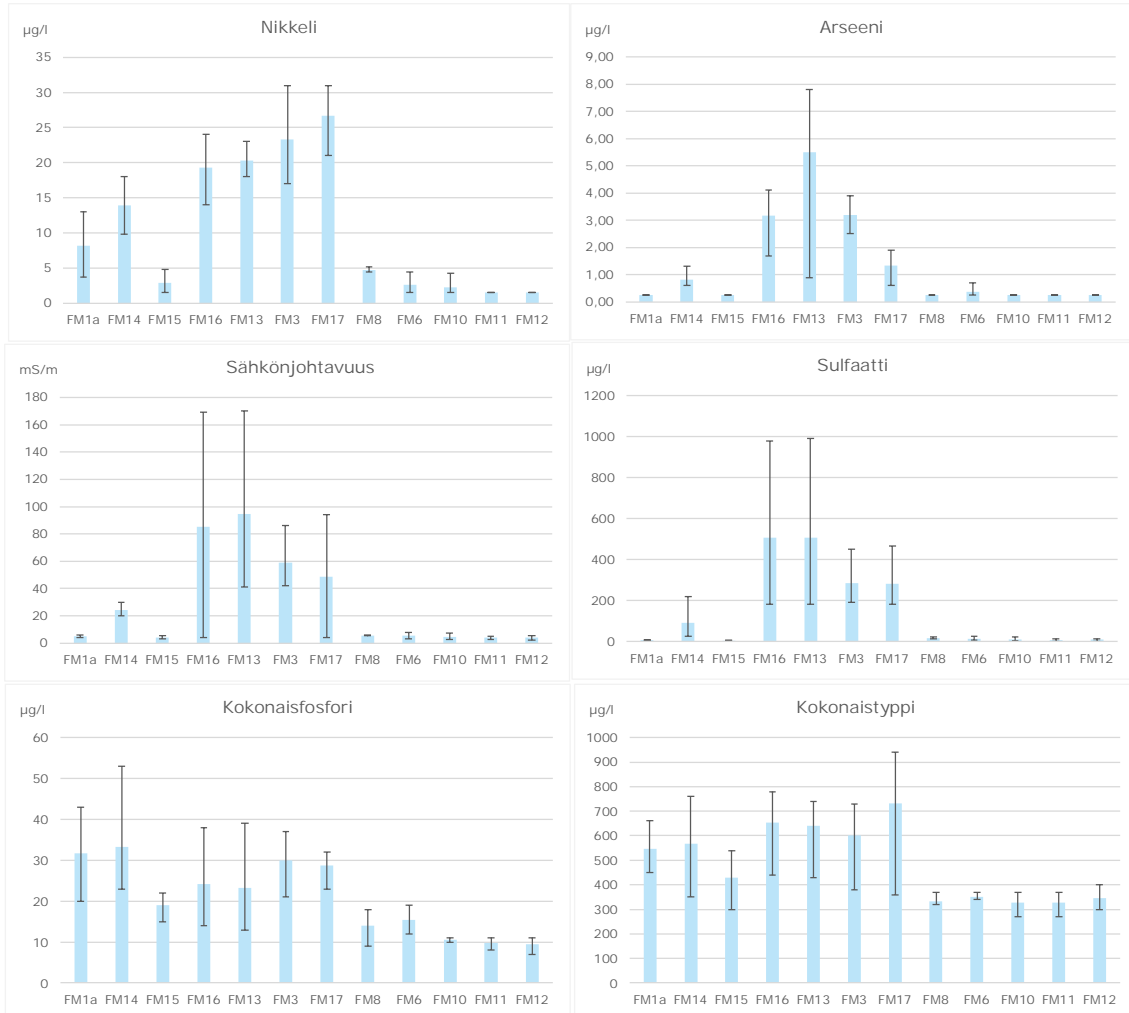 µg/l
Nikkeli
35
30
25
20
15
10
5
0
FM1a FM14 FM15 FM16 FM13 FM3 FM17 FM8 FM6 FM10 FM11 FM12
µg/l
Arseeni
9,00
8,00
7,00
6,00
5,00
4,00
3,00
2,00
1,00
0,00
FM1a FM14 FM15 FM16 FM13 FM3 FM17 FM8 FM6 FM10 FM11 FM12
mS/m
Sähkönjohtavuus
180
160
140
120
100
80
60
40
20
0
FM1a FM14 FM15 FM16 FM13 FM3 FM17 FM8 FM6 FM10 FM11 FM12
µg/l
Sulfaatti
1200
1000
800
600
400
200
0
FM1a FM14 FM15 FM16 FM13 FM3 FM17 FM8 FM6 FM10 FM11 FM12
µg/l
Kokonaisfosfori
60
50
40
30
20
10
0
FM1a FM14 FM15 FM16 FM13 FM3 FM17 FM8 FM6 FM10 FM11 FM12
µg/l
Kokonaistyppi
1000
900
800
700
600
500
400
300
200
100
0
FM1a FM14 FM15 FM16 FM13 FM3 FM17 FM8 FM6 FM10 FM11 FM12